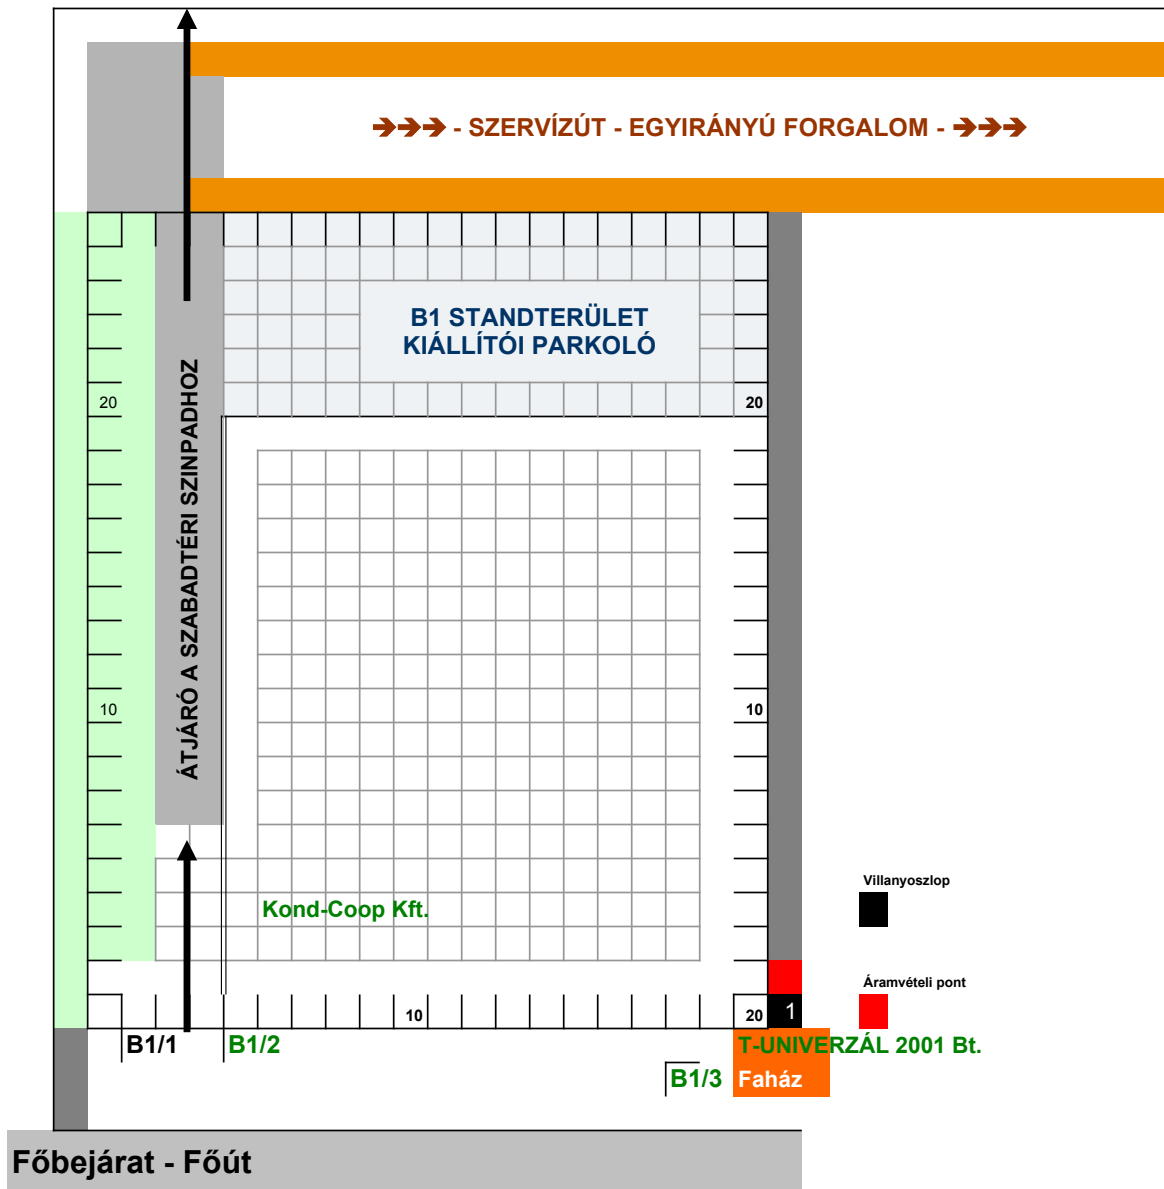 ➔➔➔ - SZERVÍZÚT - EGYIRÁNYÚ FORGALOM - ➔➔➔
B1 STANDTERÜLET
KIÁLLÍTÓI PARKOLÓ
20
20
ÁTJÁRÓ A SZABADTÉRI SZINPADHOZ
10
10
Villanyoszlop
Kond-Coop Kft.
Áramvételi pont
10
20
1
B1/1
B1/2
T-UNIVERZÁL 2001 Bt.
B1/3
Faház
Főbejárat - Főút